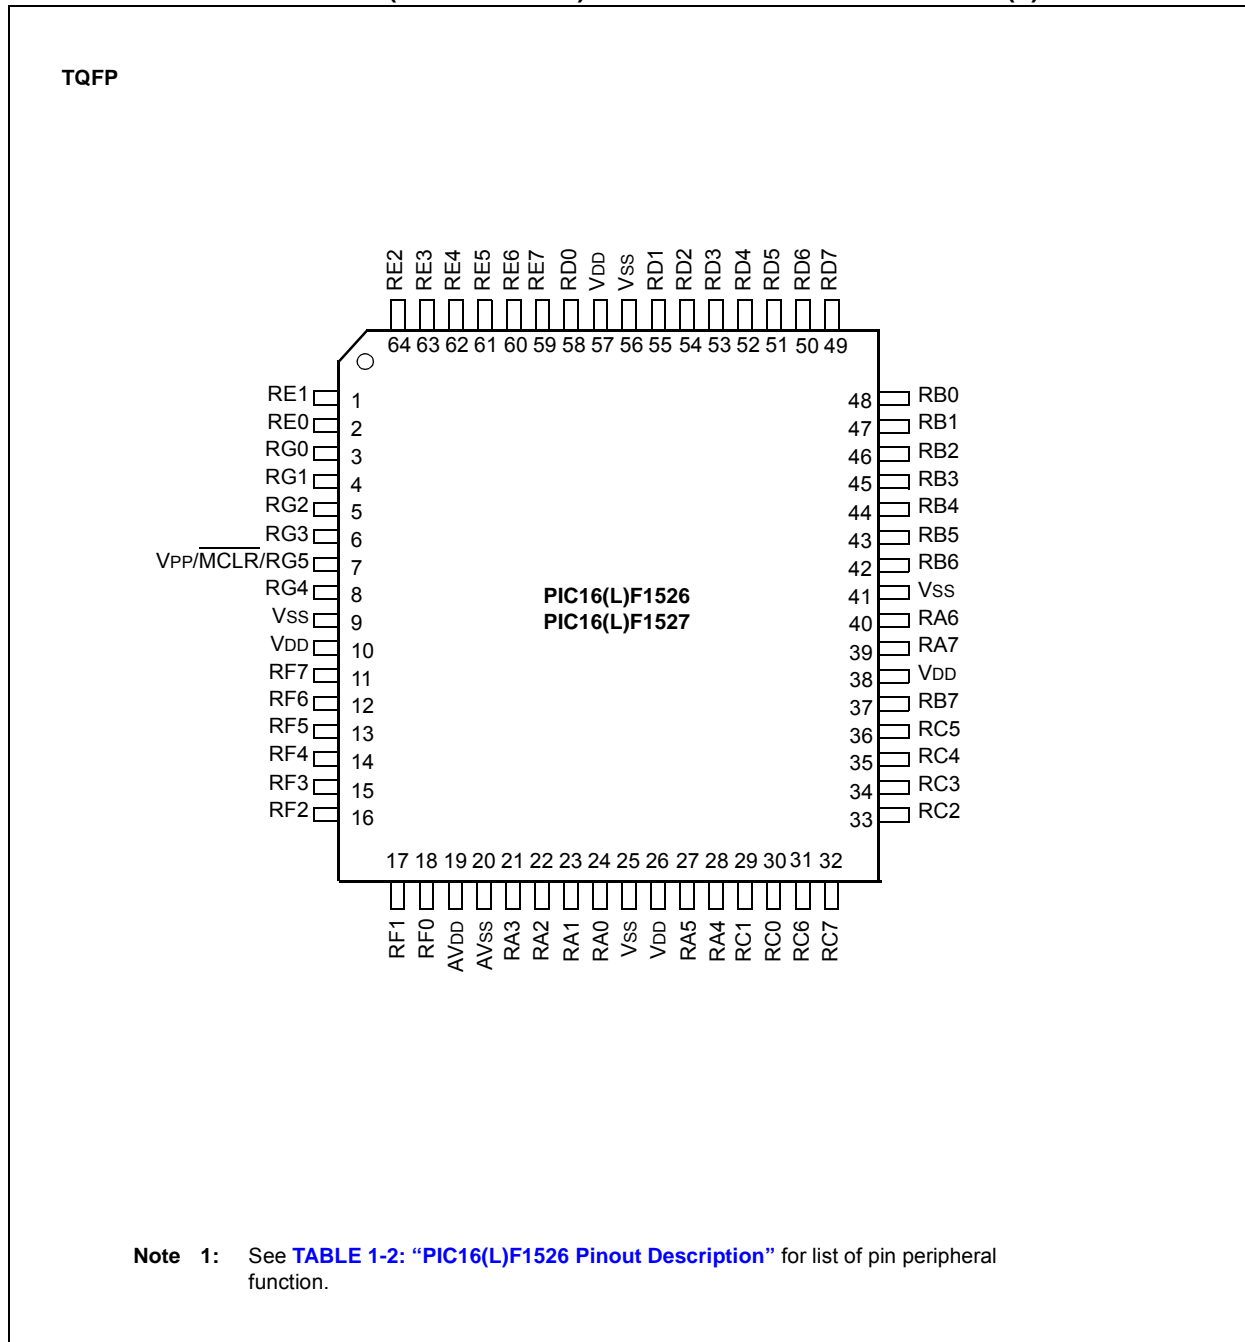 TQFP
RE2 RE3 RE4 RE5 RE6 RE7 RD0 VDD VSS RD1 RD2 RD3 RD4 RD5 RD6 RD7
64 63 62 61 60 59 58 57 56 55 54 53 52 51 50 49
RE1 1 48 RB0
RE0 2 47 RB1
RG0 3 46 RB2
RG1 4 45 RB3
RG2 5 44 RB4
RG3 6 43 RB5
VPP/MCLR/RG5 7 42 RB6
RG4 8 41 VSS
VSS 9 40 RA6
VDD 10 39 RA7
RF7 11 38 VDD
RF6 12 37 RB7
RF5 13 36 RC5
RF4 14 35 RC4
RF3 15 34 RC3
RF2 16 33 RC2
PIC16(L)F1526
PIC16(L)F1527
17 18 19 20 21 22 23 24 25 26 27 28 29 30 31 32
RF1 RF0 AVDD AVSS RA3 RA2 RA1 RA0 VSS VDD RA5 RA4 RC1 RC0 RC6 RC7
Note 1: See TABLE 1-2: “PIC16(L)F1526 Pinout Description” for list of pin peripheral
function.